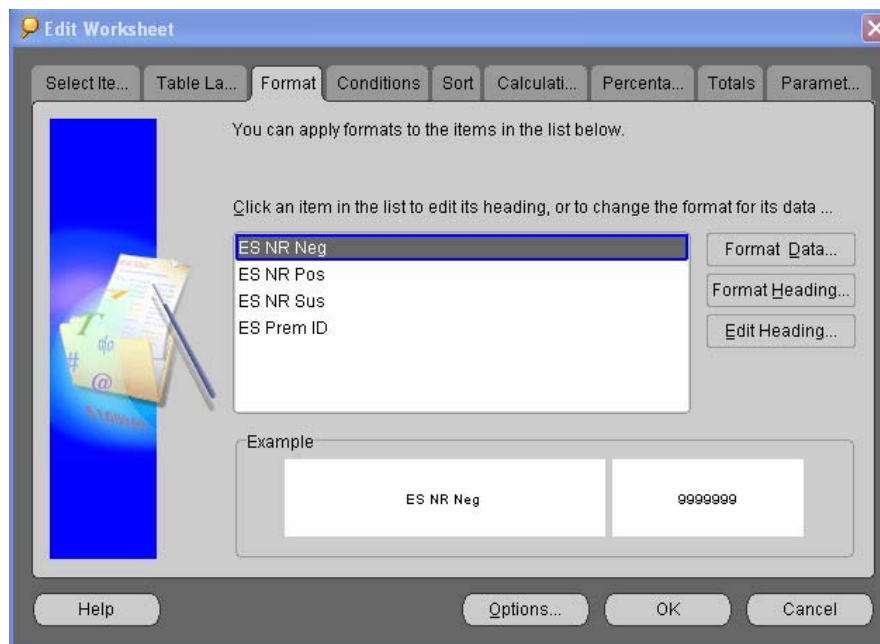 Edit Worksheet
Select Ite... Table La... Format Conditions Sort Calculati... Percenta... Totals Paramet...
You can apply formats to the items in the list below.
Click an item in the list to edit its heading, or to change the format for its data ...
ES NR Neg
ES NR Pos
ES NR Sus
ES Prem ID
Format Data...
Format Heading...
Edit Heading...
Example
ES NR Neg 9999999
Help Options... OK Cancel